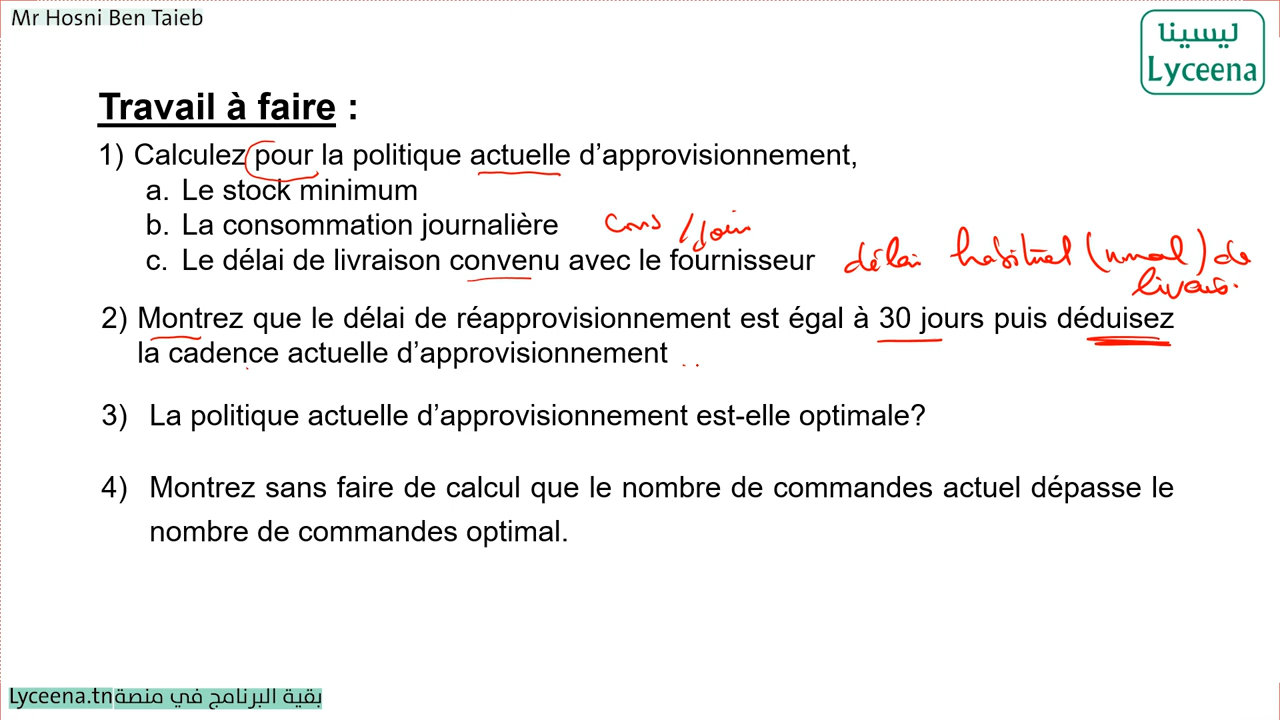 Mr Hosni Ben Taieb
ليسينا
Lyceena
Travail à faire :
1) Calculez pour la politique actuelle d’approvisionnement,
a. Le stock minimum
b. La consommation journalière cons / jour
c. Le délai de livraison convenu avec le fournisseur délai habituel (normal) de
livrais.
2) Montrez que le délai de réapprovisionnement est égal à 30 jours puis déduisez
la cadence actuelle d’approvisionnement
3) La politique actuelle d’approvisionnement est-elle optimale?
4) Montrez sans faire de calcul que le nombre de commandes actuel dépasse le
nombre de commandes optimal.
Lyceena.tn بقية البرنامج في منصة